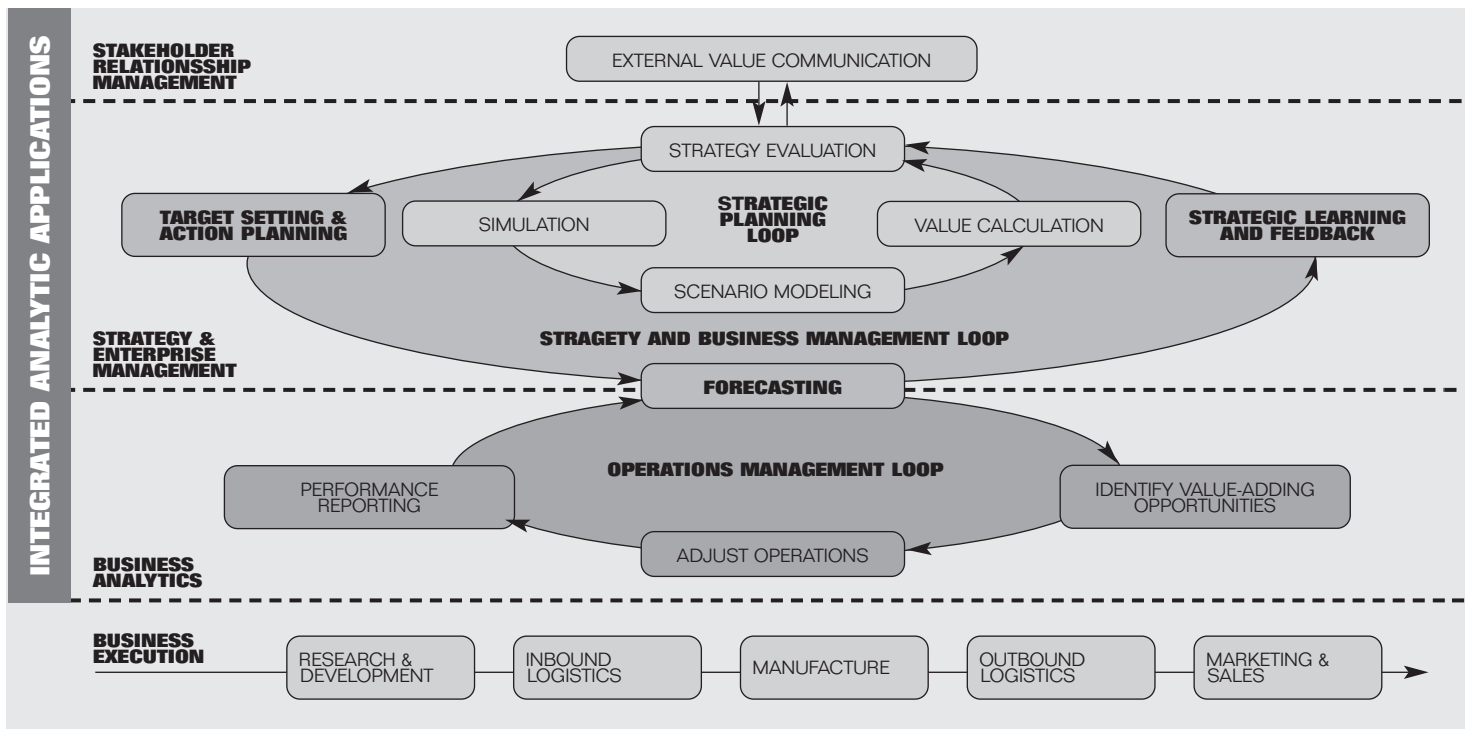 INTEGRATED ANALYTIC APPLICATIONS
STAKEHOLDER
RELATIONSSHIP
MANAGEMENT
EXTERNAL VALUE COMMUNICATION
STRATEGY EVALUATION
TARGET SETTING &
ACTION PLANNING
SIMULATION
STRATEGIC
PLANNING
LOOP
VALUE CALCULATION
STRATEGIC LEARNING
AND FEEDBACK
SCENARIO MODELING
STRAGETY AND BUSINESS MANAGEMENT LOOP
STRATEGY &
ENTERPRISE
MANAGEMENT
FORECASTING
OPERATIONS MANAGEMENT LOOP
PERFORMANCE
REPORTING
IDENTIFY VALUE-ADDING
OPPORTUNITIES
ADJUST OPERATIONS
BUSINESS
ANALYTICS
BUSINESS
EXECUTION
RESEARCH &
DEVELOPMENT
INBOUND
LOGISTICS
MANUFACTURE
OUTBOUND
LOGISTICS
MARKETING &
SALES